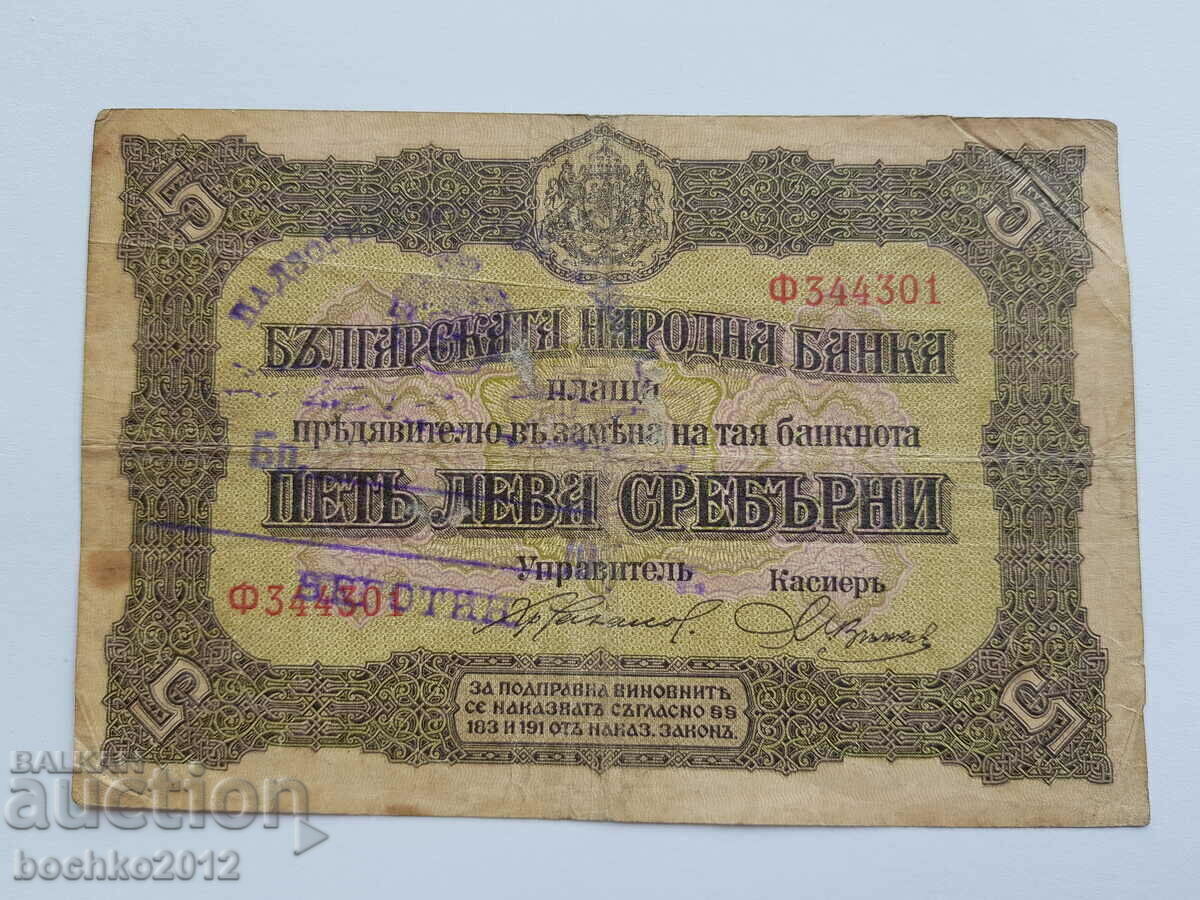 5 5
Ф344301
БЪЛГАРСКАТА НАРОДНА БАНКА
плаща
прѣдявителю въ замѣна на тая банкнота
ПЕТЬ ЛЕВА СРЕБЪРНИ
Управитель Касиеръ
Ф344301
5 5
ЗА ПОДПРАВКА ВИНОВНИТѢ
СЕ НАКАЗВАТЪ СЪГЛАСНО §§
183 И 191 ОТЪ НАКАЗ. ЗАКОНЪ.
BALKAN
auction
bochko2012